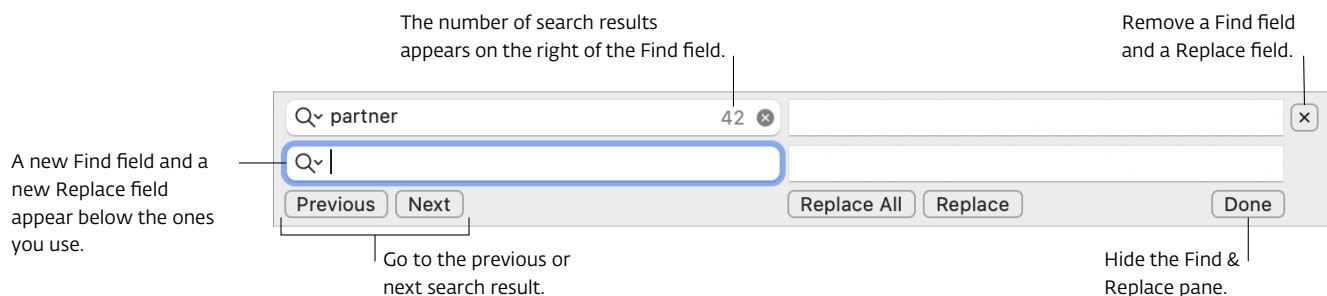 The number of search results
appears on the right of the Find field.
Remove a Find field
and a Replace field.
partner 42
A new Find field and a
new Replace field
appear below the ones
you use.
Previous Next Replace All Replace Done
Go to the previous or
next search result.
Hide the Find &
Replace pane.